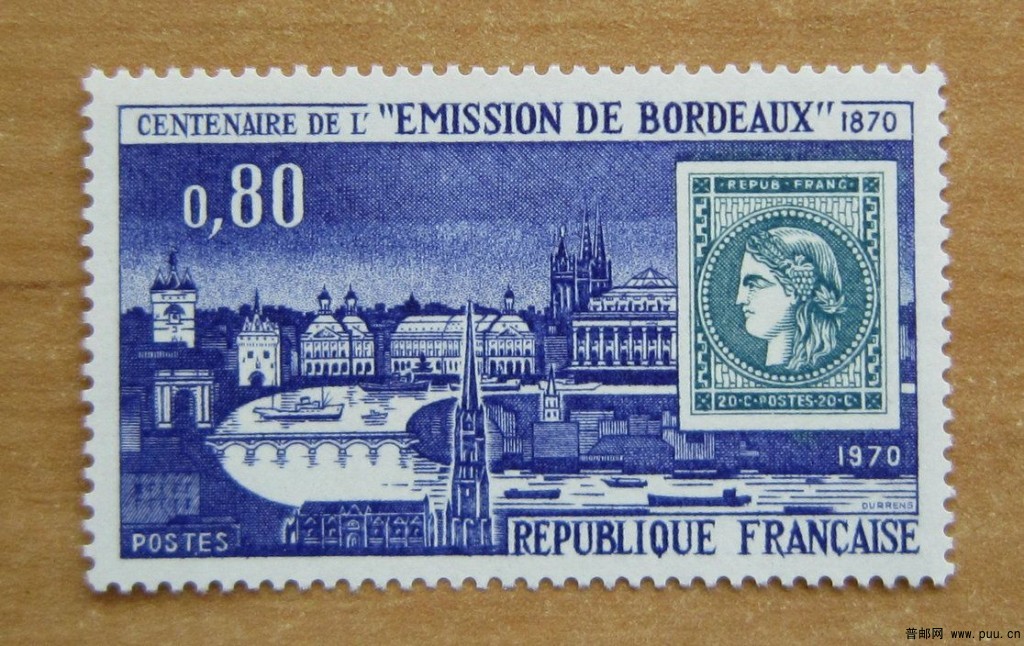 CENTENAIRE DE L' "EMISSION DE BORDEAUX" 1870
0,80
REPUB·FRANC·
20·C·POSTES·20·C·
1970
DURRENS
POSTES
REPUBLIQUE FRANÇAISE
普邮网 www.puu.cn